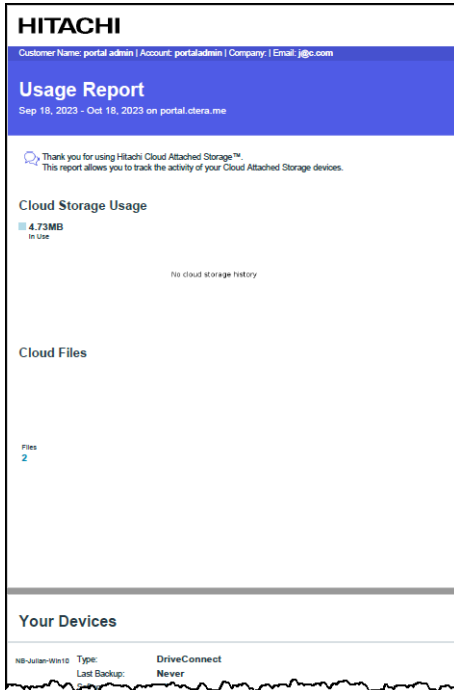 HITACHI
Customer Name: portal admin | Account: portaladmin | Company: | Email: j@c.com
Usage Report
Sep 18, 2023 - Oct 18, 2023 on portal.ctera.me
Thank you for using Hitachi Cloud Attached Storage™.
This report allows you to track the activity of your Cloud Attached Storage devices.
Cloud Storage Usage
4.73MB
In Use
No cloud storage history
Cloud Files
Files
2
Your Devices
NB-Julian-Win10 Type: DriveConnect
Last Backup: Never